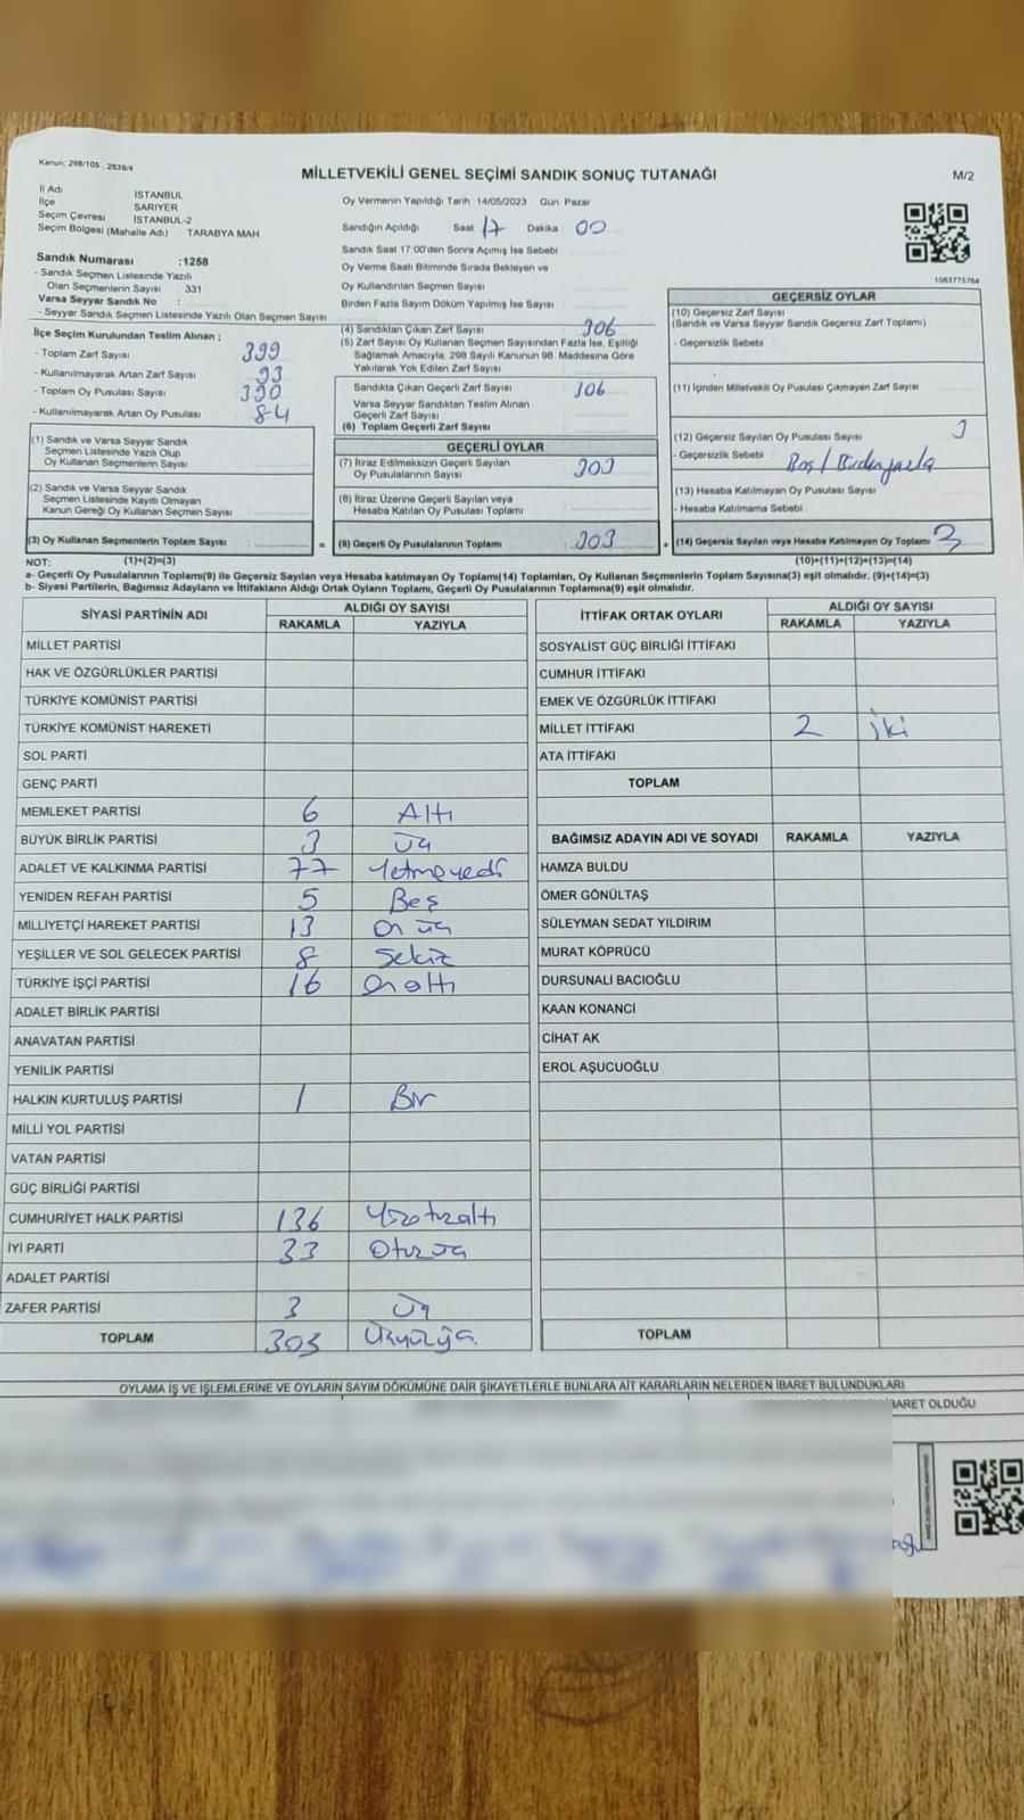 Kanun: 298/105 . 2839/4
MİLLETVEKİLİ GENEL SEÇİMİ SANDIK SONUÇ TUTANAĞI
M/2
İl Adı İSTANBUL
İlçe SARIYER
Seçim Çevresi İSTANBUL-2
Seçim Bölgesi (Mahalle Adı) TARABYA MAH
Sandık Numarası :1258
- Sandık Seçmen Listesinde Yazılı
Olan Seçmenlerin Sayısı 331
Varsa Seyyar Sandık No :
- Seyyar Sandık Seçmen Listesinde Yazılı Olan Seçmen Sayısı
Oy Vermenin Yapıldığı Tarih 14/05/2023 Gün Pazar
Sandığın Açıldığı Saat 17 Dakika 00
Sandık Saat 17:00'den Sonra Açılmış İse Sebebi
Oy Verme Saati Bitiminde Sırada Bekleyen ve
Oy Kullandırılan Seçmen Sayısı
Birden Fazla Sayım Döküm Yapılmış İse Sayısı
İlçe Seçim Kurulundan Teslim Alınan :
- Toplam Zarf Sayısı 399
- Kullanılmayarak Artan Zarf Sayısı 93
- Toplam Oy Pusulası Sayısı 390
- Kullanılmayarak Artan Oy Pusulası 84
(1) Sandık ve Varsa Seyyar Sandık
Seçmen Listesinde Yazılı Olup
Oy Kullanan Seçmenlerin Sayısı
(2) Sandık ve Varsa Seyyar Sandık
Seçmen Listesinde Kayıtlı Olmayan
Kanun Gereği Oy Kullanan Seçmen Sayısı
(3) Oy Kullanan Seçmenlerin Toplam Sayısı
(4) Sandıktan Çıkan Zarf Sayısı 306
(5) Zarf Sayısı Oy Kullanan Seçmen Sayısından Fazla İse, Eşitliği
Sağlamak Amacıyla, 298 Sayılı Kanunun 98. Maddesine Göre
Yakılarak Yok Edilen Zarf Sayısı
Sandıkta Çıkan Geçerli Zarf Sayısı 306
Varsa Seyyar Sandıktan Teslim Alınan
Geçerli Zarf Sayısı
(6) Toplam Geçerli Zarf Sayısı
GEÇERLİ OYLAR
(7) İtiraz Edilmeksizin Geçerli Sayılan
Oy Pusulasının Sayısı 303
(8) İtiraz Üzerine Geçerli Sayılan veya
Hesaba Katılan Oy Pusulası Toplamı
(9) Geçerli Oy Pusulalarının Toplamı 303
GEÇERSİZ OYLAR
(10) Geçersiz Zarf Sayısı
(Sandık ve Varsa Seyyar Sandık Geçersiz Zarf Toplamı)
- Geçersizlik Sebebi
(11) İçinden Milletvekili Oy Pusulası Çıkmayan Zarf Sayısı
(12) Geçersiz Sayılan Oy Pusulası Sayısı 3
- Geçersizlik Sebebi Boş / Birden fazla
(13) Hesaba Katılmayan Oy Pusulası Sayısı
- Hesaba Katılmama Sebebi
(14) Geçersiz Sayılan veya Hesaba Katılmayan Oy Toplamı 3
NOT: (1)+(2)=(3) (10)+(11)+(12)+(13)=(14)
a- Geçerli Oy Pusulalarının Toplamı(9) ile Geçersiz Sayılan veya Hesaba katılmayan Oy Toplamı(14) Toplamları, Oy Kullanan Seçmenlerin Toplam Sayısına(3) eşit olmalıdır. (9)+(14)=(3)
b- Siyasi Partilerin, Bağımsız Adayların ve İttifakların Aldığı Ortak Oyların Toplamı, Geçerli Oy Pusulalarının Toplamına(9) eşit olmalıdır.
SİYASİ PARTİNİN ADI ALDIĞI OY SAYISI
RAKAMLA YAZIYLA
MİLLET PARTİSİ
HAK VE ÖZGÜRLÜKLER PARTİSİ
TÜRKİYE KOMÜNİST PARTİSİ
TÜRKİYE KOMÜNİST HAREKETİ
SOL PARTİ
GENÇ PARTİ
MEMLEKET PARTİSİ 6 Altı
BÜYÜK BİRLİK PARTİSİ 3 Üç
ADALET VE KALKINMA PARTİSİ 77 Yetmişyedi
YENİDEN REFAH PARTİSİ 5 Beş
MİLLİYETÇİ HAREKET PARTİSİ 13 On üç
YEŞİLLER VE SOL GELECEK PARTİSİ 8 Sekiz
TÜRKİYE İŞÇİ PARTİSİ 16 Onaltı
ADALET BİRLİK PARTİSİ
ANAVATAN PARTİSİ
YENİLİK PARTİSİ
HALKIN KURTULUŞ PARTİSİ 1 Bir
MİLLİ YOL PARTİSİ
VATAN PARTİSİ
GÜÇ BİRLİĞİ PARTİSİ
CUMHURİYET HALK PARTİSİ 136 Yüzotuzaltı
İYİ PARTİ 33 Otuzüç
ADALET PARTİSİ
ZAFER PARTİSİ 3 Üç
TOPLAM 303 Üçyüzüç
İTTİFAK ORTAK OYLARI ALDIĞI OY SAYISI
RAKAMLA YAZIYLA
SOSYALİST GÜÇ BİRLİĞİ İTTİFAKI
CUMHUR İTTİFAKI
EMEK VE ÖZGÜRLÜK İTTİFAKI
MİLLET İTTİFAKI 2 İki
ATA İTTİFAKI
TOPLAM
BAĞIMSIZ ADAYIN ADI VE SOYADI RAKAMLA YAZIYLA
HAMZA BULDU
ÖMER GÖNÜLTAŞ
SÜLEYMAN SEDAT YILDIRIM
MURAT KÖPRÜCÜ
DURSUNALİ BACIOĞLU
KAAN KONANCİ
CİHAT AK
EROL AŞUCUOĞLU
TOPLAM
OYLAMA İŞ VE İŞLEMLERİNE VE OYLARIN SAYIM DÖKÜMÜNE DAİR ŞİKAYETLERLE BUNLARA AİT KARARLARIN NELERDEN İBARET BULUNDUKLARI
İBARET OLDUĞU